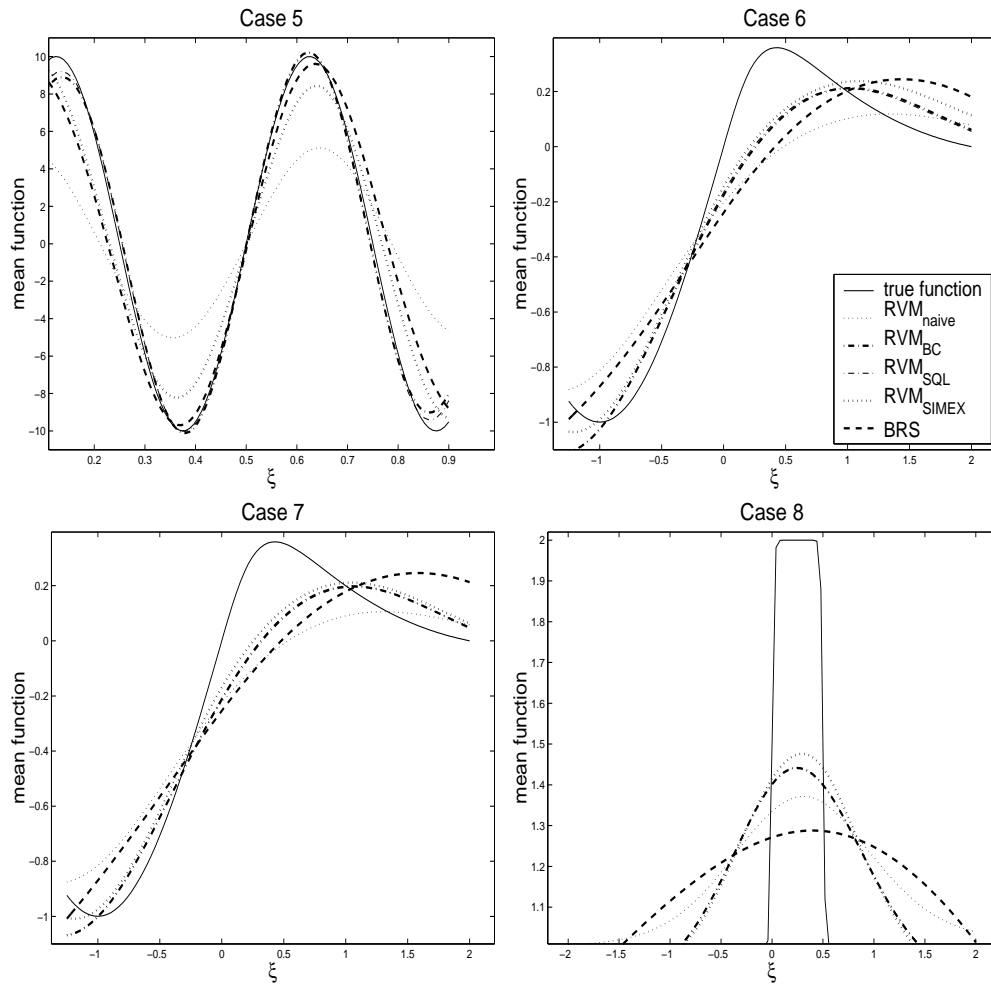 Case 5
10
8
6
4
2
0
−2
−4
−6
−8
−10
mean function
0.2 0.3 0.4 0.5 0.6 0.7 0.8 0.9
ξ
Case 6
0.2
0
−0.2
−0.4
−0.6
−0.8
−1
mean function
−1 −0.5 0 0.5 1 1.5 2
ξ
true function
RVM_naive
RVM_BC
RVM_SQL
RVM_SIMEX
BRS
Case 7
0.2
0
−0.2
−0.4
−0.6
−0.8
−1
mean function
−1 −0.5 0 0.5 1 1.5 2
ξ
Case 8
2
1.9
1.8
1.7
1.6
1.5
1.4
1.3
1.2
1.1
mean function
−2 −1.5 −1 −0.5 0 0.5 1 1.5 2
ξ